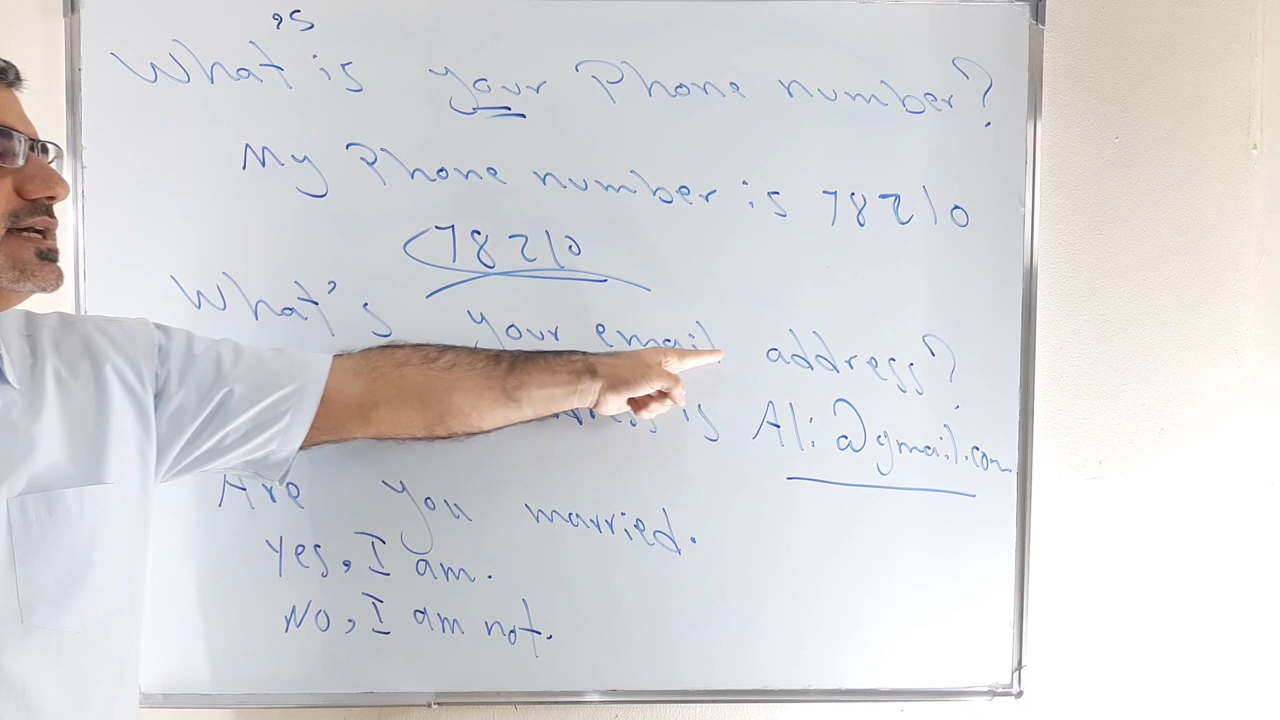 's
What is your Phone number?
My Phone number is 78210
78210
What's your email address?
is Ali@gmail.com
Are you married.
Yes, I am.
No, I am not.